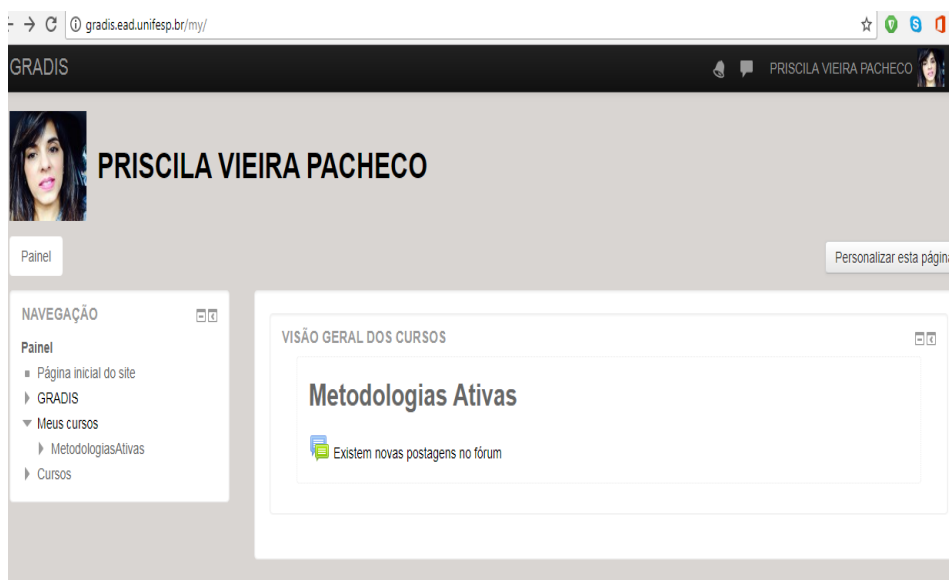 gradis.ead.unifesp.br/my/
GRADIS
PRISCILA VIEIRA PACHECO
PRISCILA VIEIRA PACHECO
Painel
Personalizar esta página
NAVEGAÇÃO
Painel
Página inicial do site
GRADIS
Meus cursos
MetodologiasAtivas
Cursos
VISÃO GERAL DOS CURSOS
Metodologias Ativas
Existem novas postagens no fórum